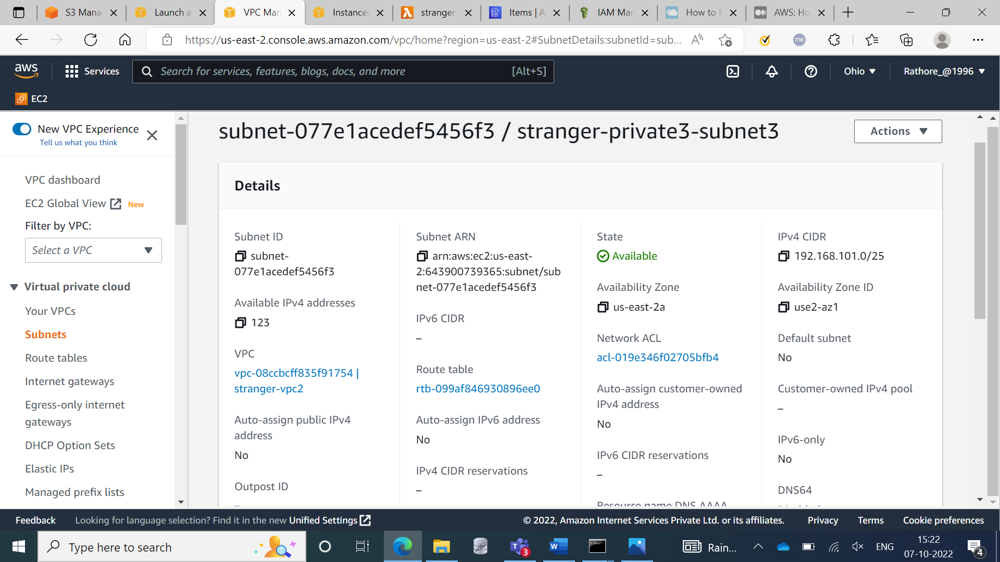 S3 Mana
Launch a
VPC Man
Instances
stranger-
Items | A
IAM Man
How to M
AWS: Ho
https://us-east-2.console.aws.amazon.com/vpc/home?region=us-east-2#SubnetDetails:subnetId=sub...
me
aws
Services
Search for services, features, blogs, docs, and more
[Alt+S]
Ohio
Rathore_@1996
EC2
New VPC Experience
Tell us what you think
subnet-077e1acedef5456f3 / stranger-private3-subnet3
Actions
VPC dashboard
EC2 Global View New
Filter by VPC:
Select a VPC
Virtual private cloud
Your VPCs
Subnets
Route tables
Internet gateways
Egress-only internet
gateways
DHCP Option Sets
Elastic IPs
Managed prefix lists
Details
Subnet ID
subnet-
077e1acedef5456f3
Available IPv4 addresses
123
VPC
vpc-08ccbcff835f91754 |
stranger-vpc2
Auto-assign public IPv4
address
No
Outpost ID
Subnet ARN
arn:aws:ec2:us-east-
2:643900739365:subnet/sub
net-077e1acedef5456f3
IPv6 CIDR
–
Route table
rtb-099af846930896ee0
Auto-assign IPv6 address
No
IPv4 CIDR reservations
–
State
Available
Availability Zone
us-east-2a
Network ACL
acl-019e346f02705bfb4
Auto-assign customer-owned
IPv4 address
No
IPv6 CIDR reservations
–
Resource name DNS AAAA
IPv4 CIDR
192.168.101.0/25
Availability Zone ID
use2-az1
Default subnet
No
Customer-owned IPv4 pool
–
IPv6-only
No
DNS64
Feedback
Looking for language selection? Find it in the new Unified Settings
© 2022, Amazon Internet Services Private Ltd. or its affiliates.
Privacy
Terms
Cookie preferences
Type here to search
3
Rain...
ENG
15:22
07-10-2022
4